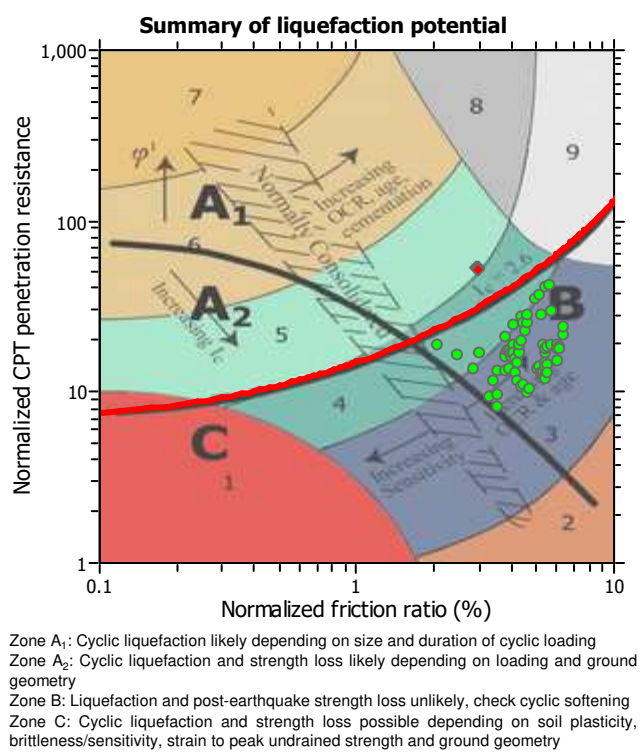 Summary of liquefaction potential
1,000
100
10
1
Normalized CPT penetration resistance
7
8
9
φ'
A1
Increasing
OCR, age,
cementation
Normally Consolidated
6
A2
Increasing Ic
5
Ic = 2.6
B
OCR & age
4
C
1
Increasing
Sensitivity
3
2
0.1
1
10
Normalized friction ratio (%)
Zone A1: Cyclic liquefaction likely depending on size and duration of cyclic loading
Zone A2: Cyclic liquefaction and strength loss likely depending on loading and ground
geometry
Zone B: Liquefaction and post-earthquake strength loss unlikely, check cyclic softening
Zone C: Cyclic liquefaction and strength loss possible depending on soil plasticity,
brittleness/sensitivity, strain to peak undrained strength and ground geometry